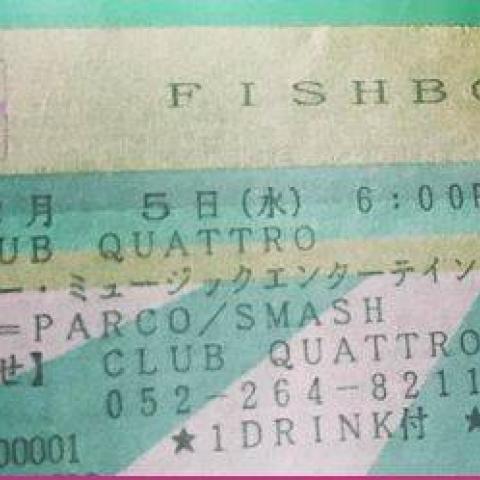 FISHBO
2月 5日(水) 6:00P
UB QUATTRO
ー・ミュージックエンターテイン
=PARCO/SMASH
せ】 CLUB QUATTRO
052-264-8211
00001 ★1DRINK付 ★